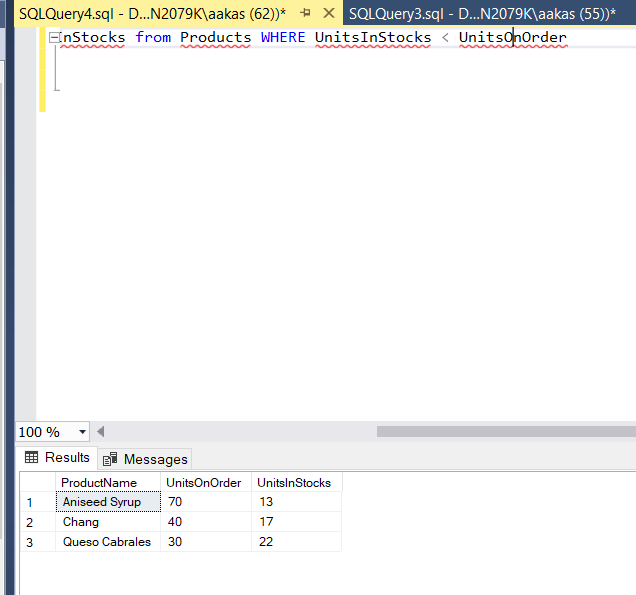 SQLQuery4.sql - D...N2079K\aakas (62))*
SQLQuery3.sql - D...N2079K\aakas (55))*
nStocks from Products WHERE UnitsInStocks < UnitsOnOrder
100 %
Results
Messages
ProductName UnitsOnOrder UnitsInStocks
1 Aniseed Syrup 70 13
2 Chang 40 17
3 Queso Cabrales 30 22